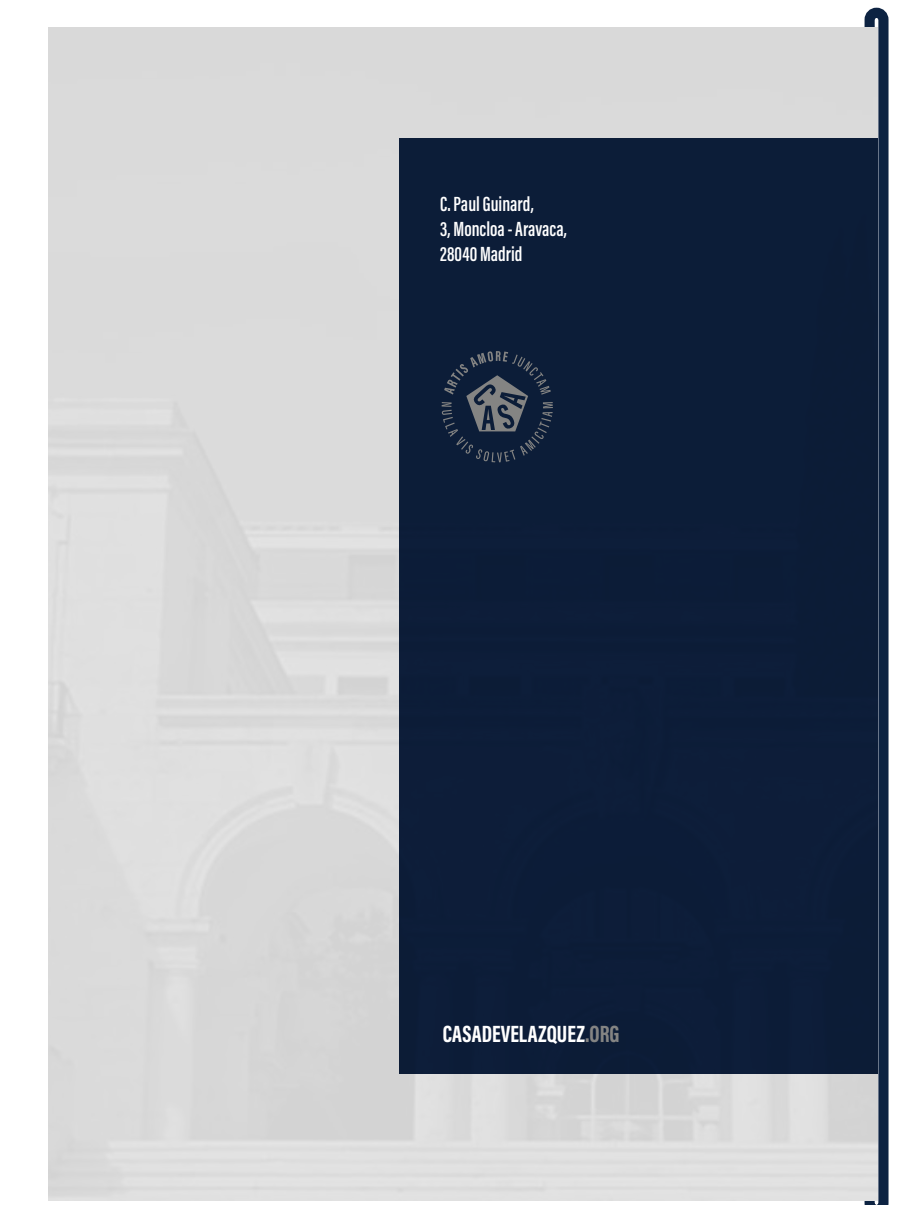 C. Paul Guinard,
3, Moncloa - Aravaca,
28040 Madrid
ARTIS AMORE JUNCTAM
NULLA VIS SOLVET AMICITIAM
CASA
CASADEVELAZQUEZ.ORG